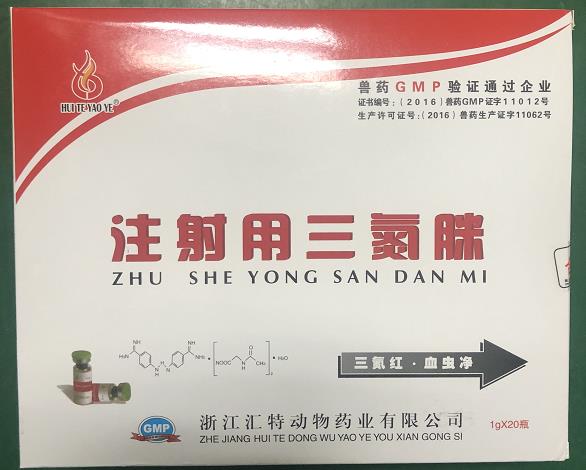 HUI TE YAO YE®
兽药GMP验证通过企业
证书编号:(2016)兽药GMP证字11012号
生产许可证号:(2016)兽药生产证字11062号
注射用三氮脒
ZHU SHE YONG SAN DAN MI
三氮红·血虫净
GMP
浙江汇特动物药业有限公司
ZHE JIANG HUI TE DONG WU YAO YE YOU XIAN GONG SI
1gX20瓶